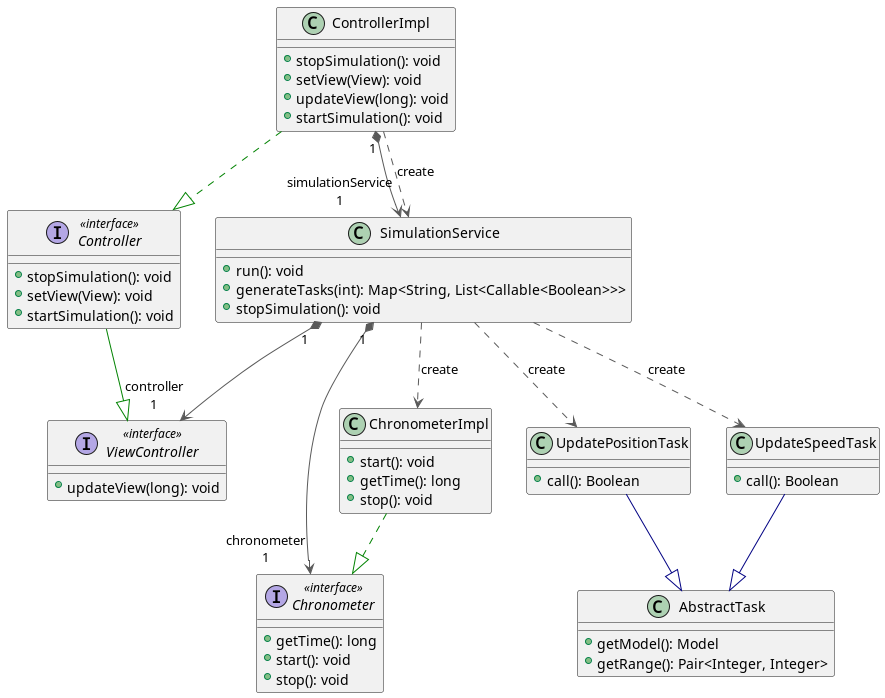 C ControllerImpl
stopSimulation(): void
setView(View): void
updateView(long): void
startSimulation(): void
1
create
simulationService
1
I «interface»
Controller
stopSimulation(): void
setView(View): void
startSimulation(): void
C SimulationService
run(): void
generateTasks(int): Map<String, List<Callable<Boolean>>>
stopSimulation(): void
1
1
create
create
create
controller
1
I «interface»
ViewController
updateView(long): void
C ChronometerImpl
start(): void
getTime(): long
stop(): void
C UpdatePositionTask
call(): Boolean
C UpdateSpeedTask
call(): Boolean
chronometer
1
I «interface»
Chronometer
getTime(): long
start(): void
stop(): void
C AbstractTask
getModel(): Model
getRange(): Pair<Integer, Integer>